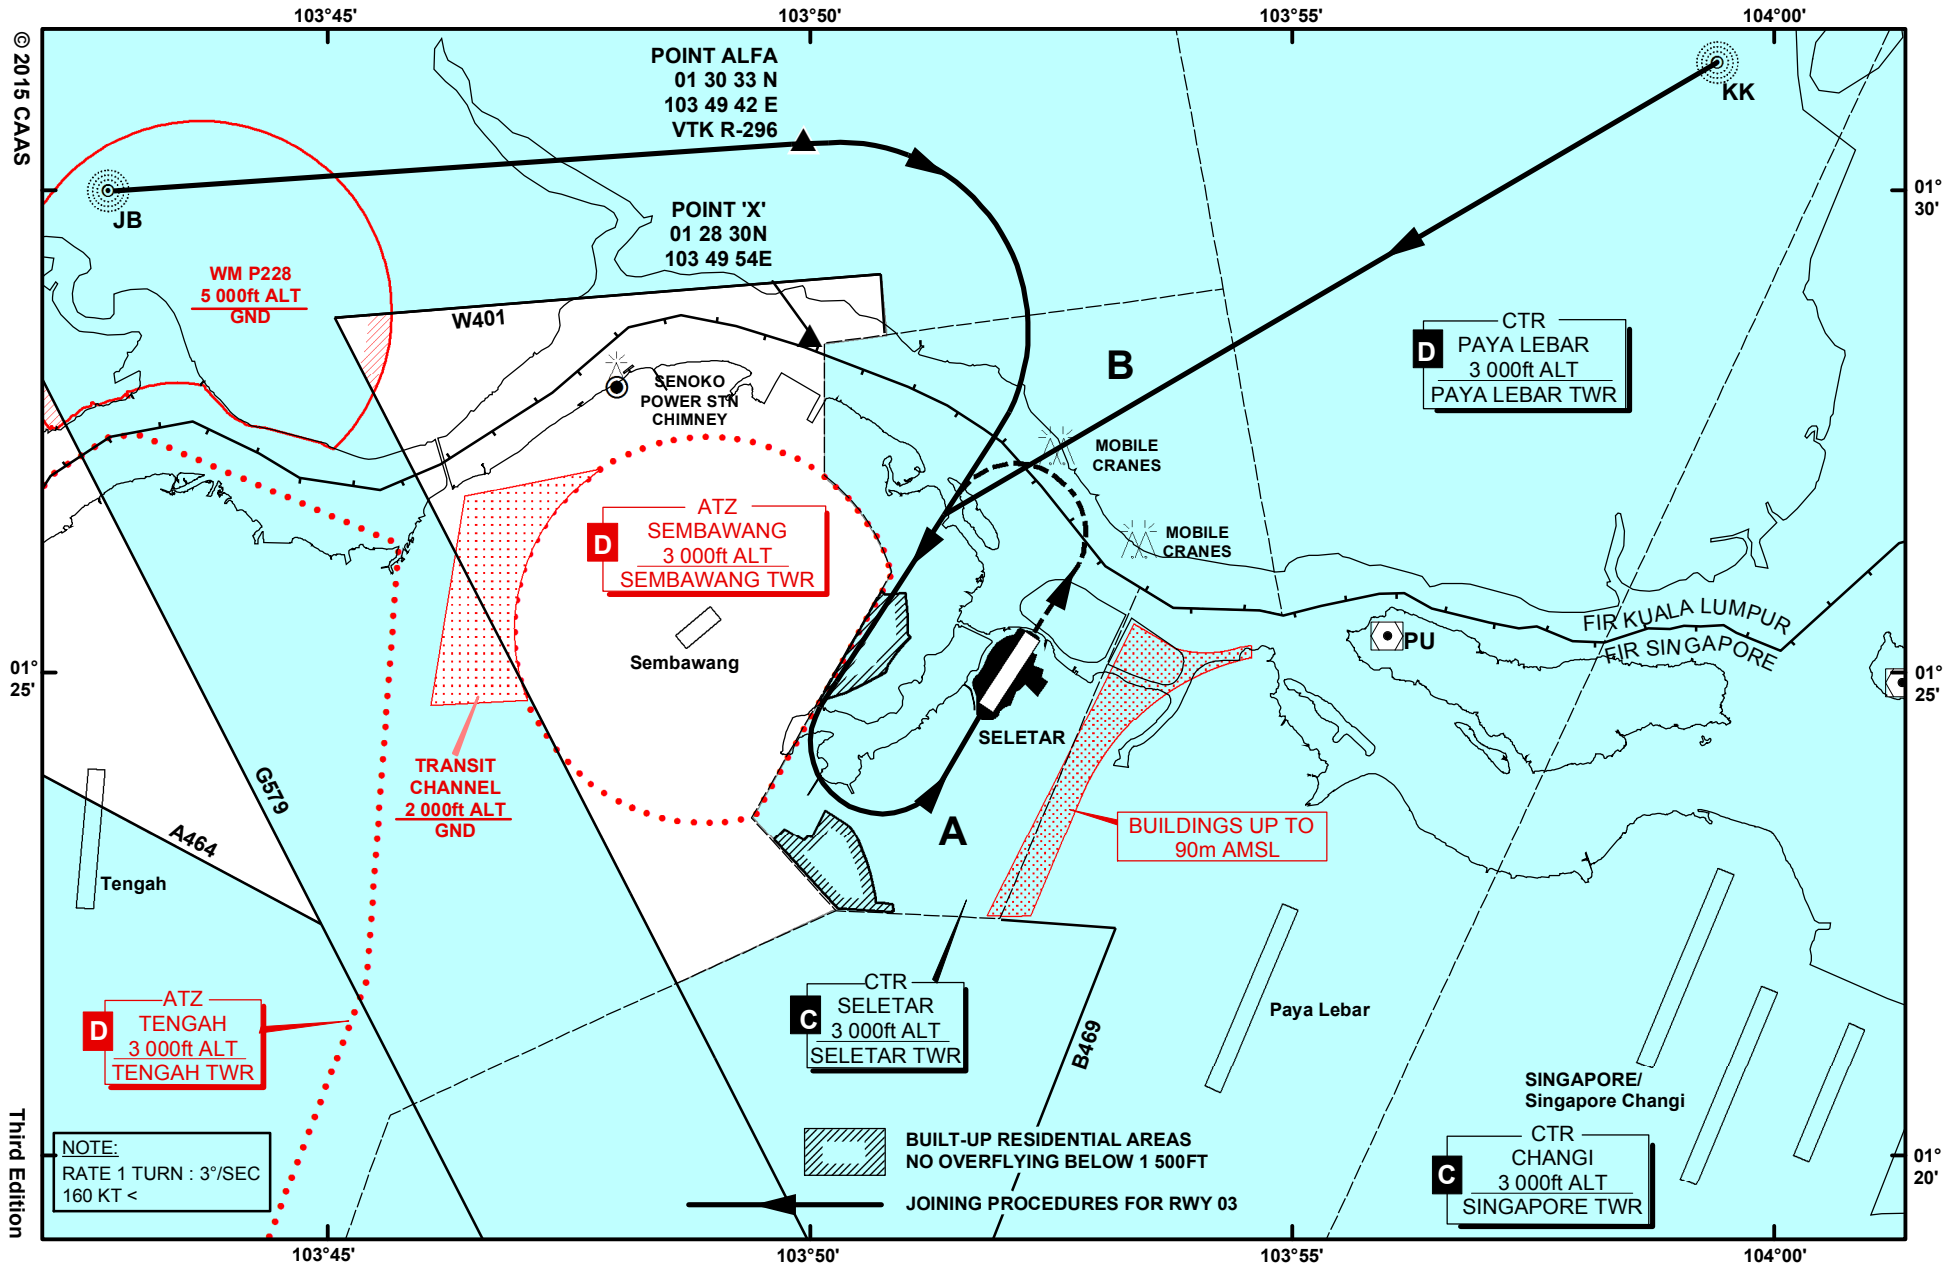 103°45'
103°50'
103°55'
104°00'
© 2015 CAAS
POINT ALFA
01 30 33 N
103 49 42 E
VTK R-296
KK
JB
01°
30'
POINT 'X'
01 28 30N
103 49 54E
WM P228
5 000ft ALT
GND
W401
B
D
CTR
PAYA LEBAR
3 000ft ALT
PAYA LEBAR TWR
SENOKO
POWER STN
CHIMNEY
MOBILE
CRANES
MOBILE
CRANES
D
ATZ
SEMBAWANG
3 000ft ALT
SEMBAWANG TWR
Sembawang
FIR KUALA LUMPUR
FIR SINGAPORE
PU
01°
25'
01°
25'
SELETAR
TRANSIT
CHANNEL
2 000ft ALT
GND
G579
A464
Tengah
A
BUILDINGS UP TO
90m AMSL
C
CTR
SELETAR
3 000ft ALT
SELETAR TWR
B469
Paya Lebar
D
ATZ
TENGAH
3 000ft ALT
TENGAH TWR
SINGAPORE/
Singapore Changi
C
CTR
CHANGI
3 000ft ALT
SINGAPORE TWR
01°
20'
NOTE:
RATE 1 TURN : 3°/SEC
160 KT <
BUILT-UP RESIDENTIAL AREAS
NO OVERFLYING BELOW 1 500FT
JOINING PROCEDURES FOR RWY 03
Third Edition
103°45'
103°50'
103°55'
104°00'